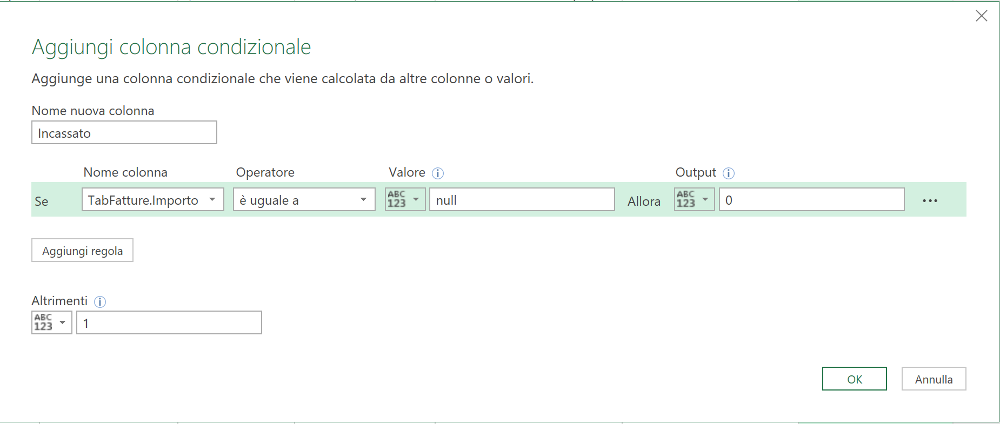 Aggiungi colonna condizionale
Aggiunge una colonna condizionale che viene calcolata da altre colonne o valori.
Nome nuova colonna
Incassato
Nome colonna Operatore Valore Output
Se TabFatture.Importo è uguale a ABC 123 null Allora ABC 123 0
Aggiungi regola
Altrimenti
ABC 123 1
OK Annulla